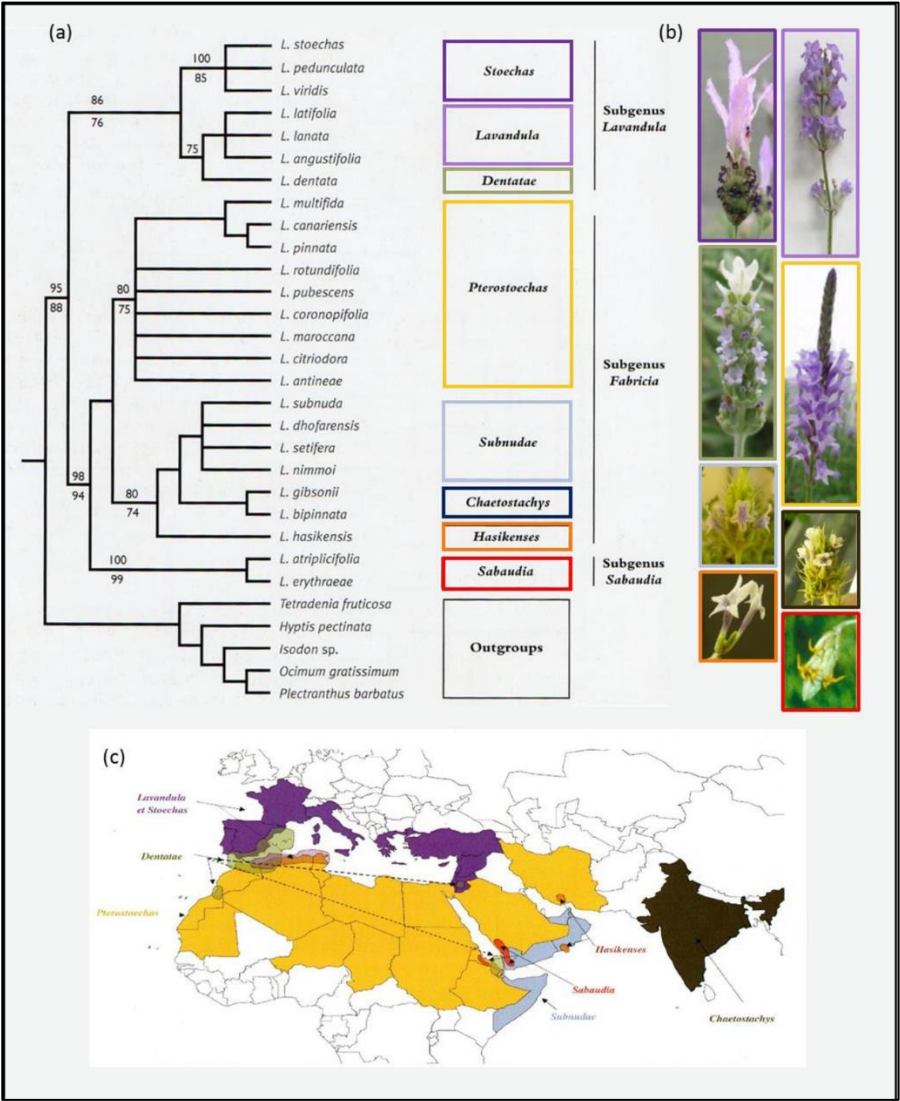 (a)
(b)
L. stoechas
L. pedunculata
L. viridis
L. latifolia
L. lanata
L. angustifolia
L. dentata
L. multifida
L. canariensis
L. pinnata
L. rotundifolia
L. pubescens
L. coronopifolia
L. maroccana
L. citriodora
L. antineae
L. subnuda
L. dhofarensis
L. setifera
L. nimmoi
L. gibsonii
L. bipinnata
L. hasikensis
L. atriplicifolia
L. erythraeae
Tetradenia fruticosa
Hyptis pectinata
Isodon sp.
Ocimum gratissimum
Plectranthus barbatus
100
85
86
76
75
95
88
80
75
98
94
80
74
100
99
Stoechas
Lavandula
Dentatae
Pterostoechas
Subnudae
Chaetostachys
Hasikenses
Sabaudia
Outgroups
Subgenus
Lavandula
Subgenus
Fabricia
Subgenus
Sabaudia
(c)
Lavandula
et Stoechas
Dentatae
Pterostoechas
Hasikenses
Sabaudia
Subnudae
Chaetostachys